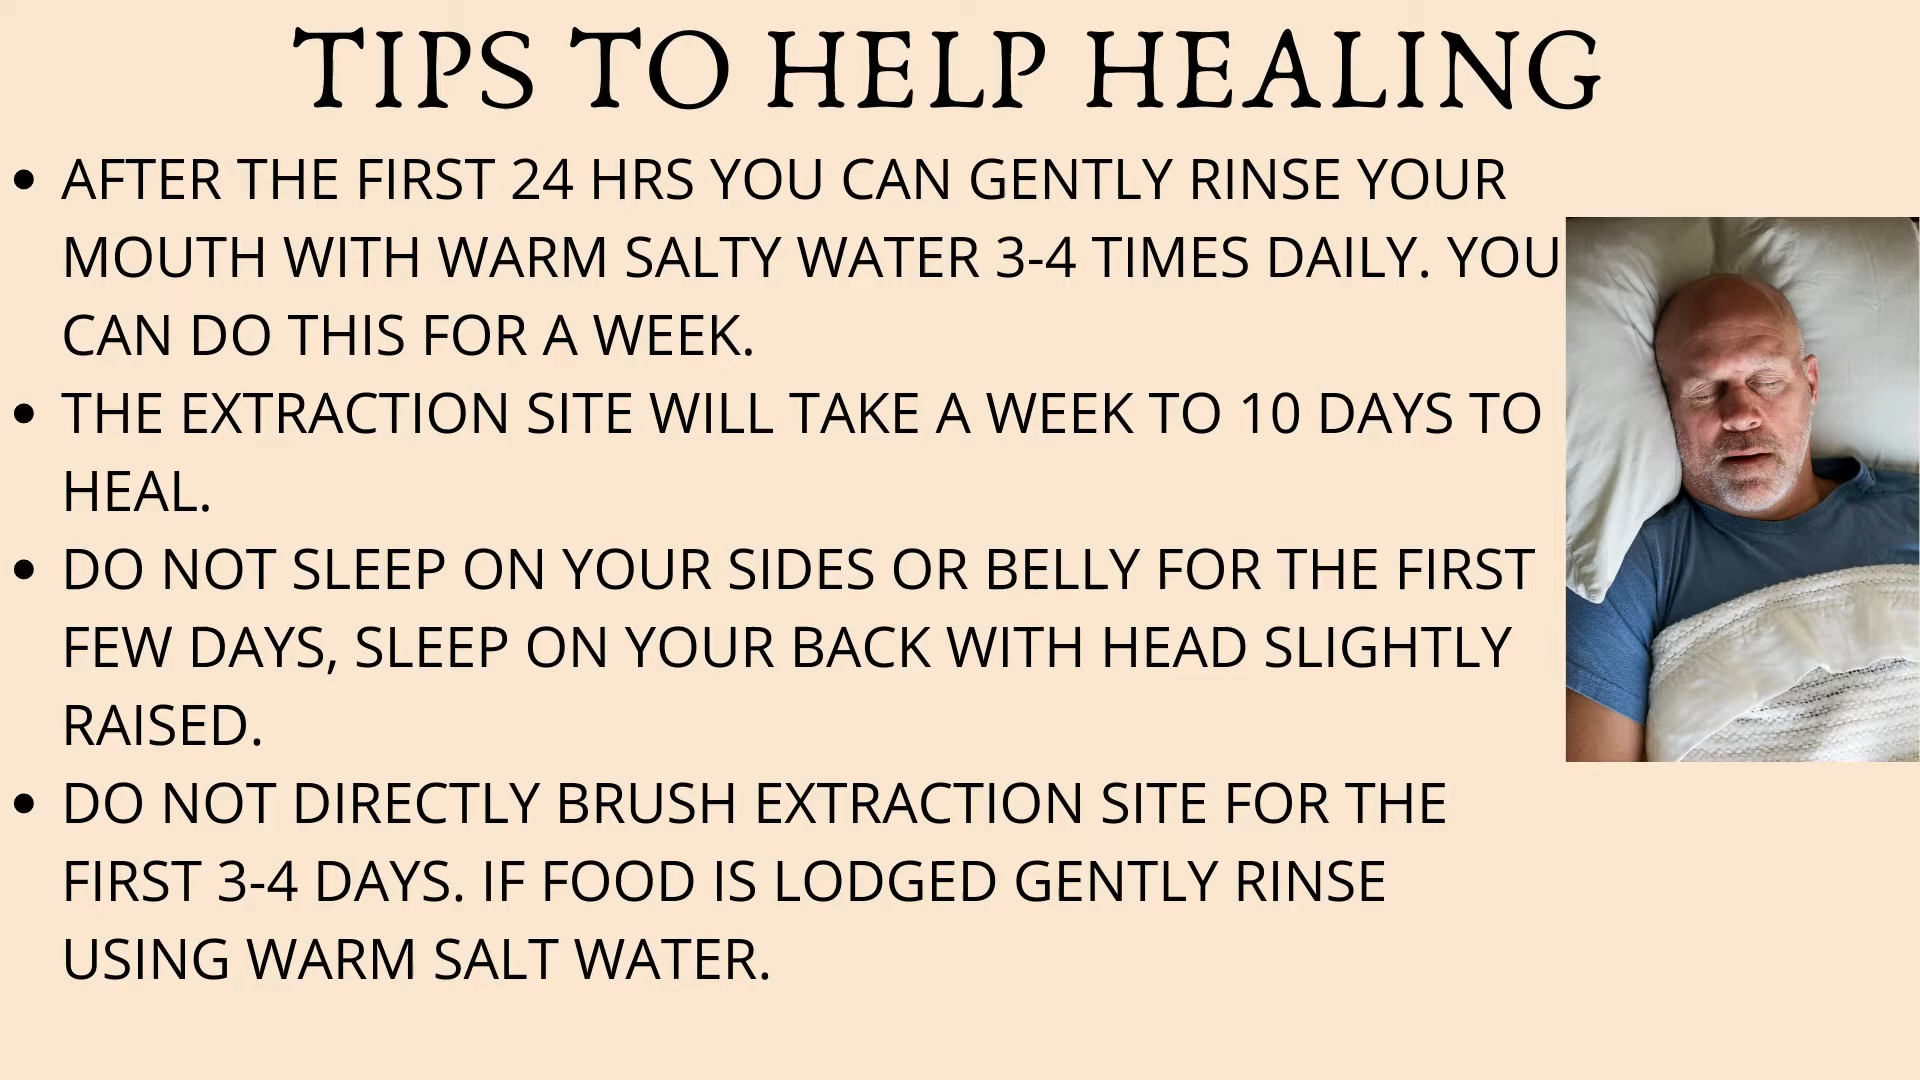 TIPS TO HELP HEALING
• AFTER THE FIRST 24 HRS YOU CAN GENTLY RINSE YOUR
MOUTH WITH WARM SALTY WATER 3-4 TIMES DAILY. YOU
CAN DO THIS FOR A WEEK.
• THE EXTRACTION SITE WILL TAKE A WEEK TO 10 DAYS TO
HEAL.
• DO NOT SLEEP ON YOUR SIDES OR BELLY FOR THE FIRST
FEW DAYS, SLEEP ON YOUR BACK WITH HEAD SLIGHTLY
RAISED.
• DO NOT DIRECTLY BRUSH EXTRACTION SITE FOR THE
FIRST 3-4 DAYS. IF FOOD IS LODGED GENTLY RINSE
USING WARM SALT WATER.